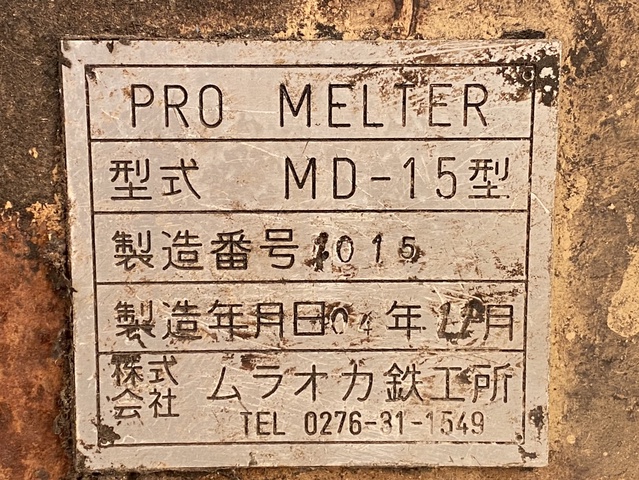 PRO MELTER
型式 MD-15型
製造番号 1015
製造年月日 04年 月
株式会社 ムラオカ鉄工所
TEL 0276-31-1549